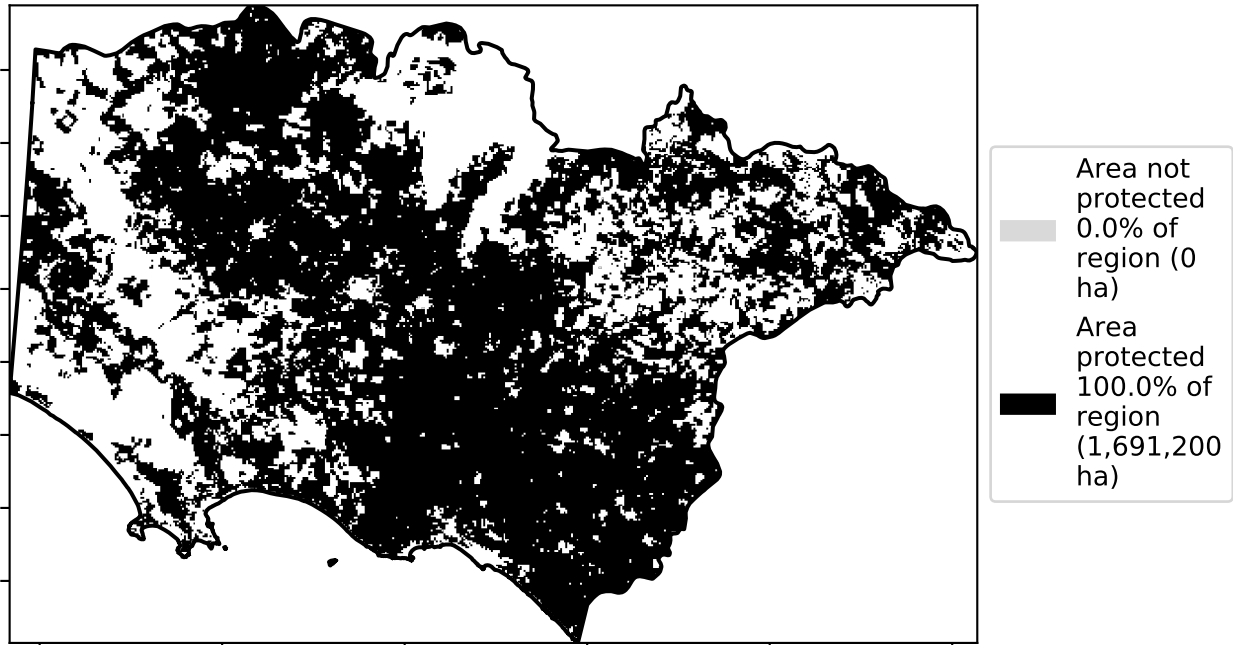 Area not
protected
0.0% of
region (0
ha)
Area
protected
100.0% of
region
(1,691,200
ha)